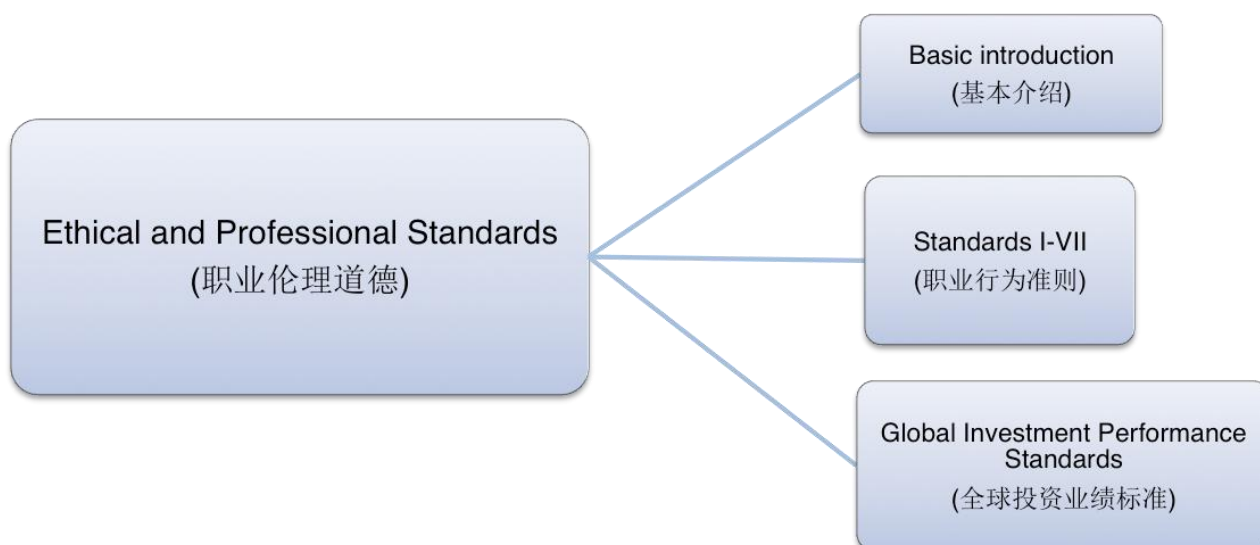 Ethical and Professional Standards
(职业伦理道德)
Basic introduction
(基本介绍)
Standards I-VII
(职业行为准则)
Global Investment Performance
Standards
(全球投资业绩标准)